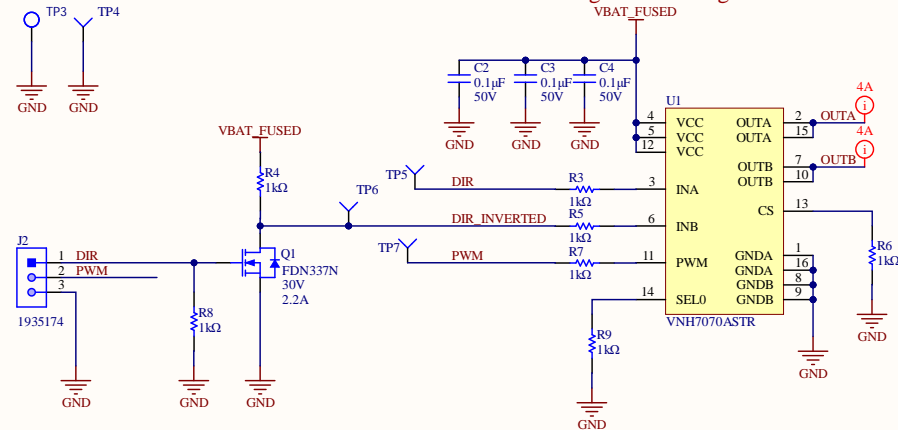 TP3
TP4
GND
GND
VBAT_FUSED
C2
0.1µF
50V
C3
0.1µF
50V
C4
0.1µF
50V
GND
GND
GND
U1
4
5
12
VCC
VCC
VCC
OUTA
OUTA
2
15
OUTA
4A
i
OUTB
OUTB
7
10
OUTB
4A
i
VBAT_FUSED
R4
1kΩ
TP6
TP5
DIR
R3
1kΩ
3
INA
DIR_INVERTED
R5
1kΩ
6
INB
TP7
PWM
R7
1kΩ
11
PWM
14
SEL0
CS
13
R6
1kΩ
GND
GNDA
GNDA
GNDB
GNDB
1
16
8
9
GND
VNH7070ASTR
R9
1kΩ
GND
J2
1
2
3
DIR
PWM
1935174
GND
R8
1kΩ
GND
Q1
FDN337N
30V
2.2A
GND